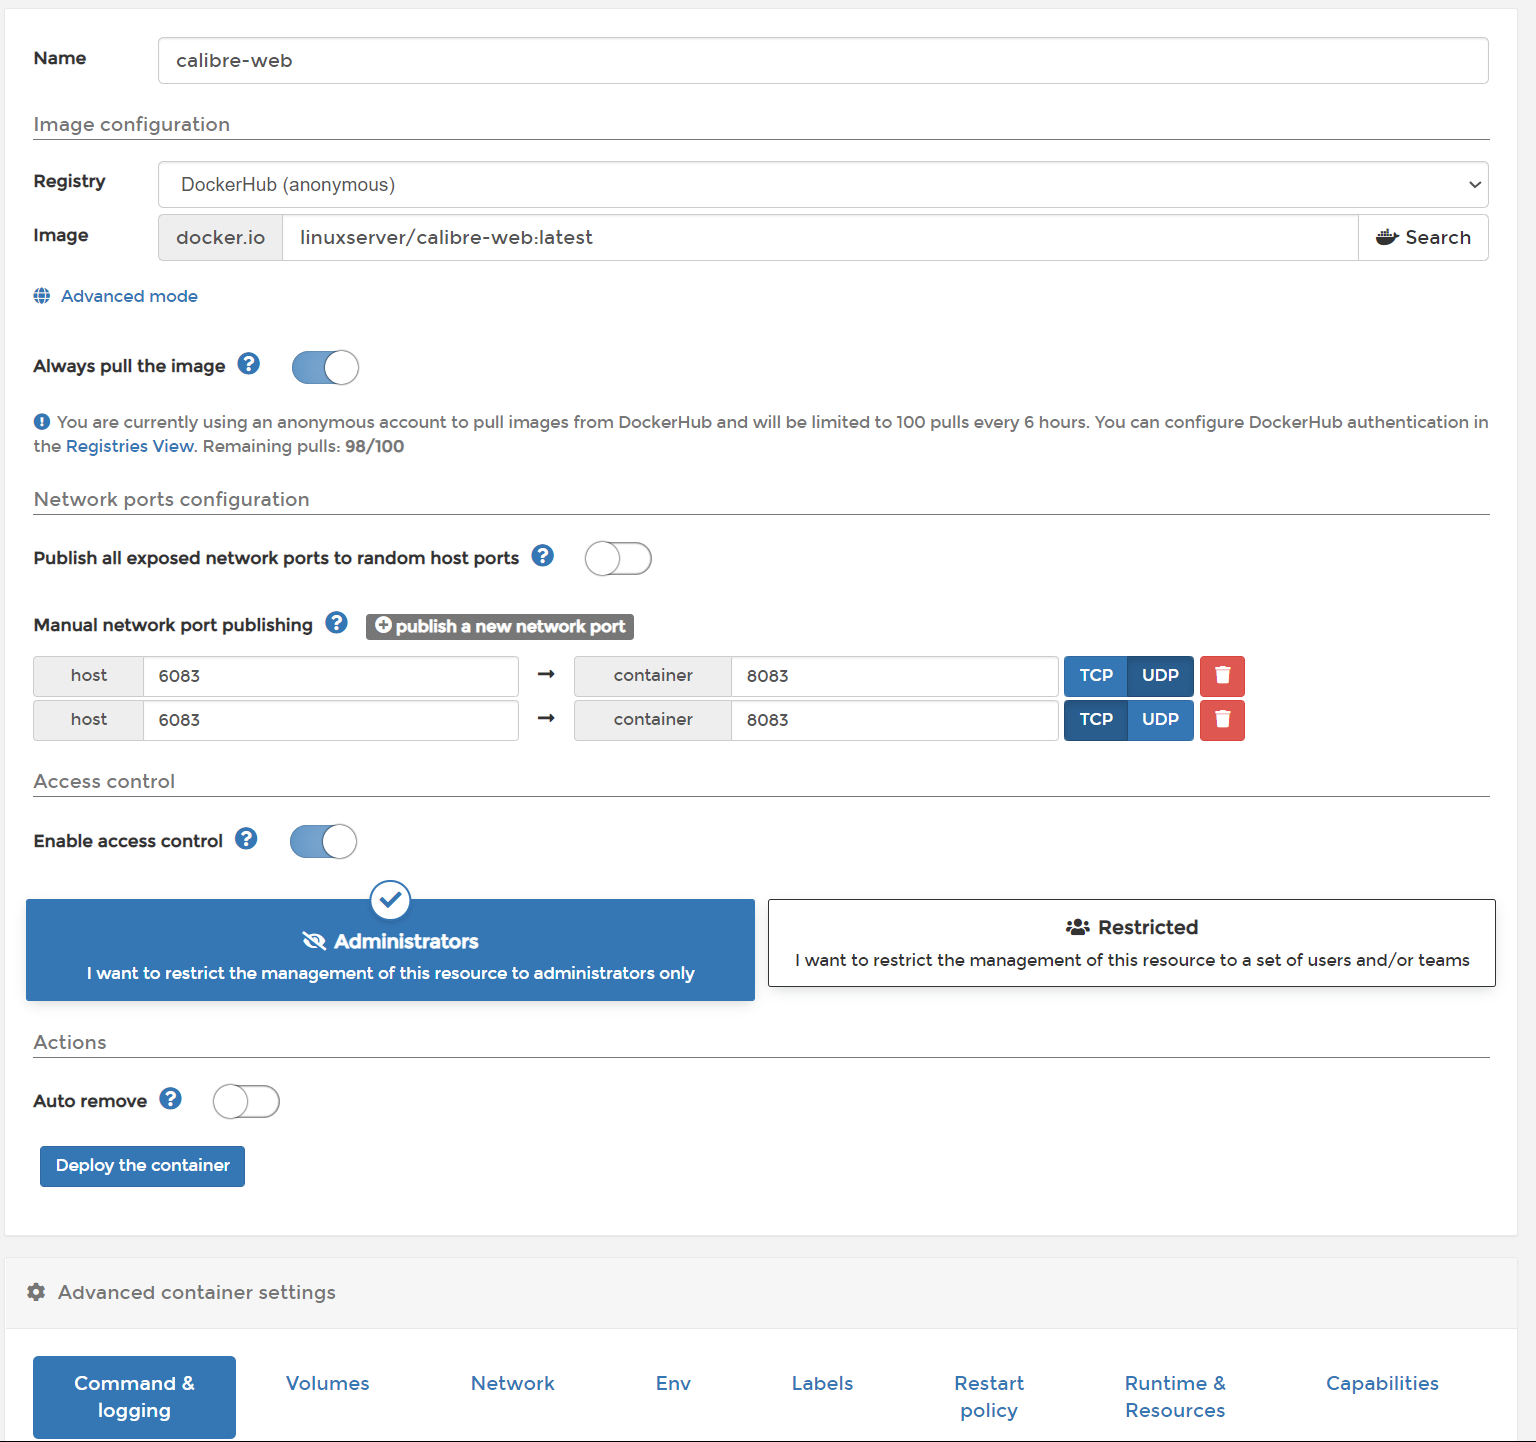 Name
calibre-web
Image configuration
Registry
DockerHub (anonymous)
Image
docker.io
linuxserver/calibre-web:latest
Search
Advanced mode
Always pull the image
You are currently using an anonymous account to pull images from DockerHub and will be limited to 100 pulls every 6 hours. You can configure DockerHub authentication in
the Registries View. Remaining pulls: 98/100
Network ports configuration
Publish all exposed network ports to random host ports
Manual network port publishing
publish a new network port
host 6083 → container 8083 TCP UDP
host 6083 → container 8083 TCP UDP
Access control
Enable access control
Administrators
I want to restrict the management of this resource to administrators only
Restricted
I want to restrict the management of this resource to a set of users and/or teams
Actions
Auto remove
Deploy the container
Advanced container settings
Command &
logging
Volumes
Network
Env
Labels
Restart
policy
Runtime &
Resources
Capabilities